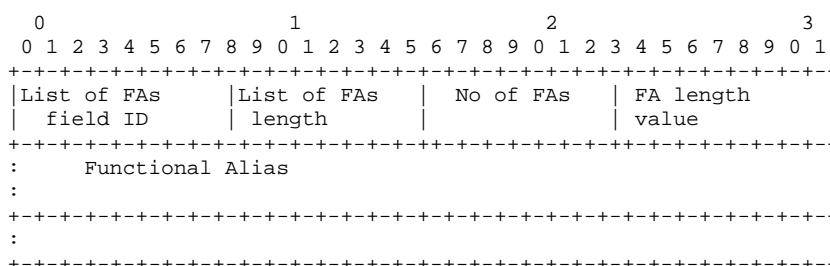 0 1 2 3
0 1 2 3 4 5 6 7 8 9 0 1 2 3 4 5 6 7 8 9 0 1 2 3 4 5 6 7 8 9 0 1
+-+-+-+-+-+-+-+-+-+-+-+-+-+-+-+-+-+-+-+-+-+-+-+-+-+-+-+-+-+-+-+-
|List of FAs |List of FAs | No of FAs | FA length
| field ID | length | | value
+-+-+-+-+-+-+-+-+-+-+-+-+-+-+-+-++-+-+-+-+-+-+-++-+-+-+-+-+-+-+-
: Functional Alias
:
+-+-+-+-+-+-+-+-+-+-+-+-+-+-+-+-+-+-+-+-+-+-+-+-+-+-+-+-+-+-+-+-
:
+-+-+-+-+-+-+-+-+-+-+-+-+-+-+-+-+-+-+-+-+-+-+-+-+-+-+-+-+-+-+-+-